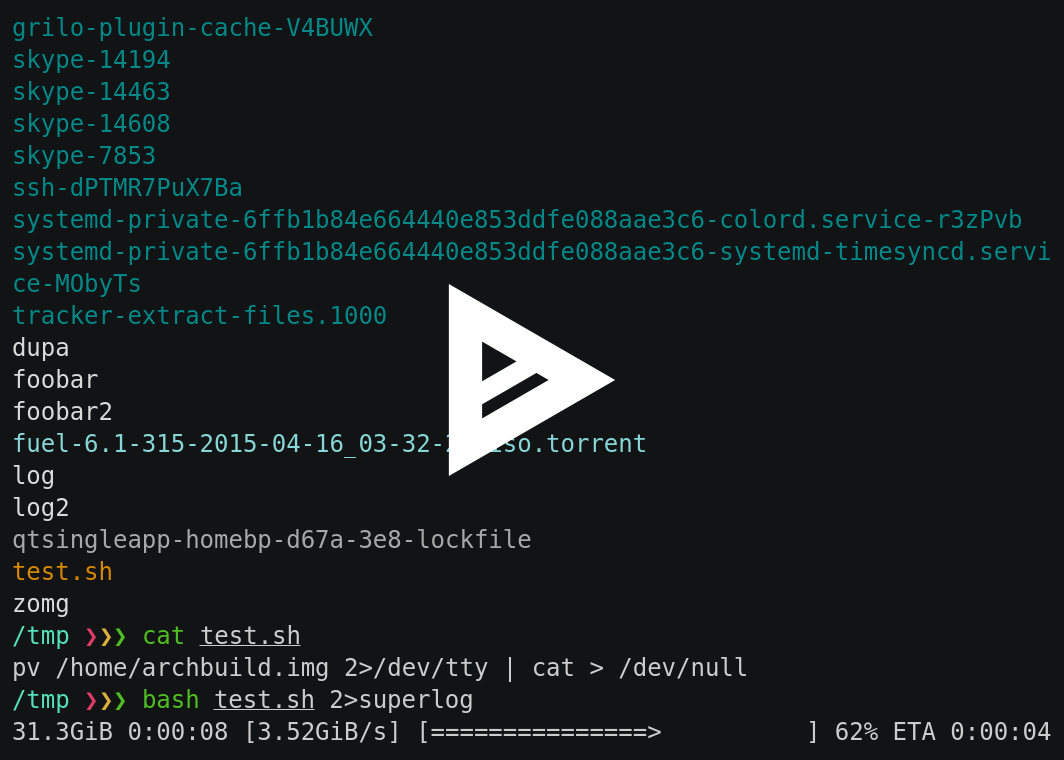 grilo-plugin-cache-V4BUWX
skype-14194
skype-14463
skype-14608
skype-7853
ssh-dPTMR7PuX7Ba
systemd-private-6ffb1b84e664440e853ddfe088aae3c6-colord.service-r3zPvb
systemd-private-6ffb1b84e664440e853ddfe088aae3c6-systemd-timesyncd.servi
ce-MObyTs
tracker-extract-files.1000
dupa
foobar
foobar2
fuel-6.1-315-2015-04-16_03-32-2 so.torrent
log
log2
qtsingleapp-homebp-d67a-3e8-lockfile
test.sh
zomg
/tmp ❯❯❯ cat test.sh
pv /home/archbuild.img 2>/dev/tty | cat > /dev/null
/tmp ❯❯❯ bash test.sh 2>superlog
31.3GiB 0:00:08 [3.52GiB/s] [===============>          ] 62% ETA 0:00:04